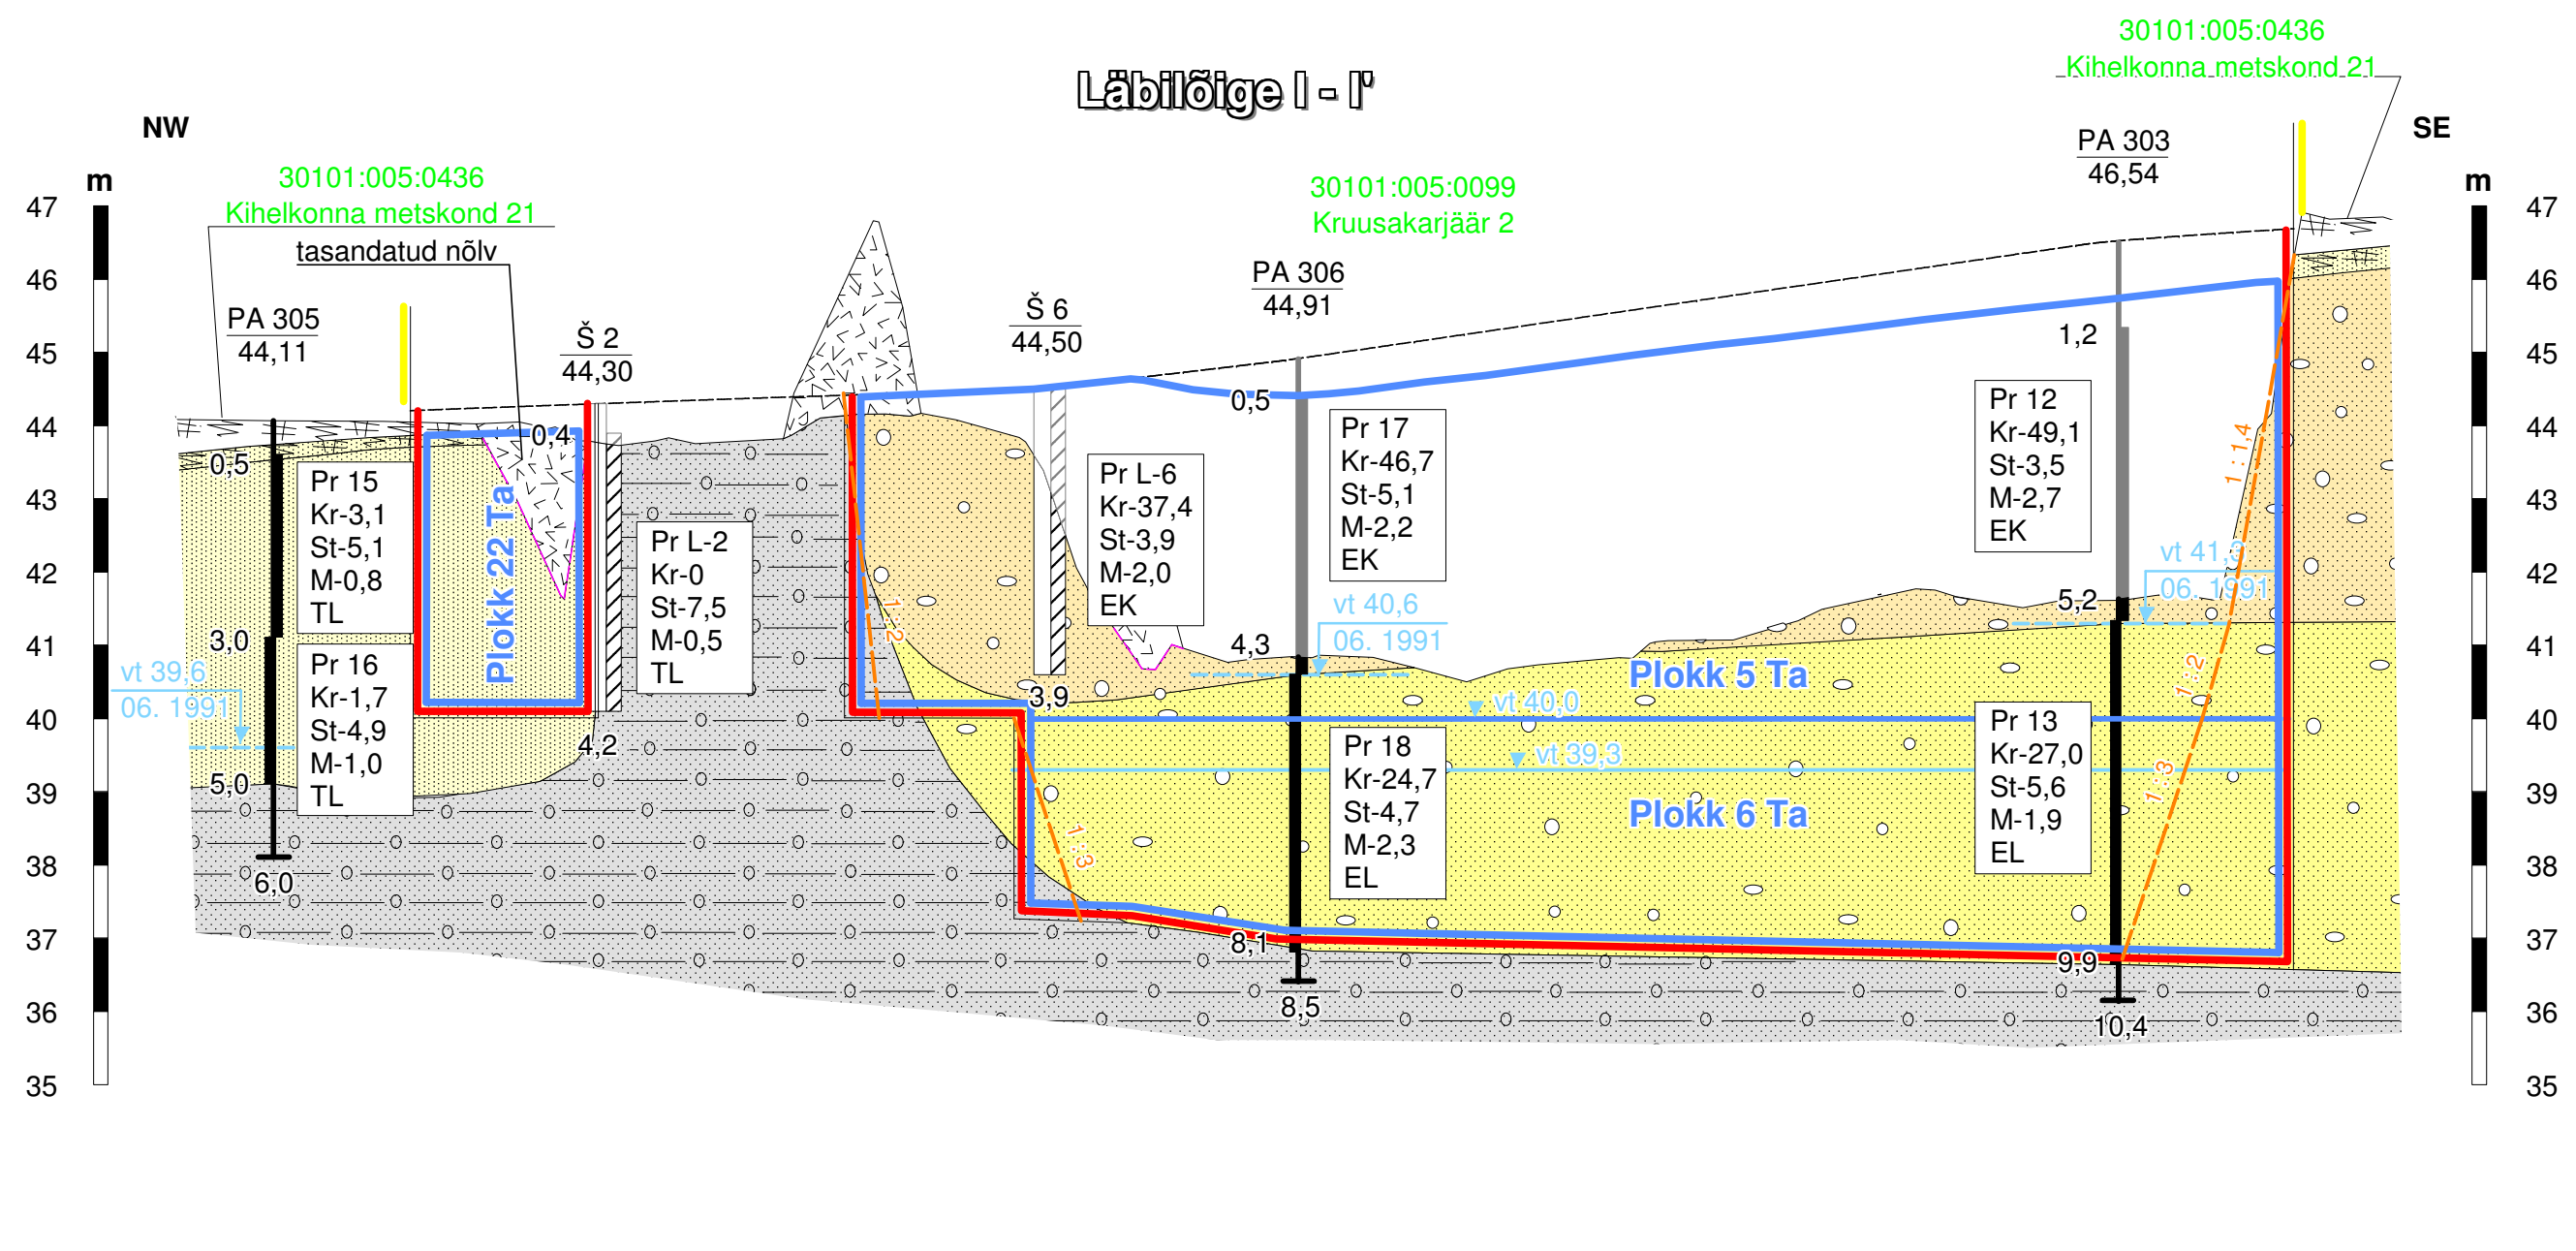 Läbilõige I - I'
NW
SE
30101:005:0436
Kihelkonna metskond 21
30101:005:0436
Kihelkonna metskond 21
tasandatud nõlv
30101:005:0099
Kruusakarjäär 2
m
47
46
45
44
43
42
41
40
39
38
37
36
35
PA 305
44,11
0,5
3,0
5,0
6,0
vt 39,6
06. 1991
Pr 15
Kr-3,1
St-5,1
M-0,8
TL
Pr 16
Kr-1,7
St-4,9
M-1,0
TL
Plokk 22 Ta
Š 2
44,30
0,4
4,2
Pr L-2
Kr-0
St-7,5
M-0,5
TL
1:2
1:3
Š 6
44,50
3,9
Pr L-6
Kr-37,4
St-3,9
M-2,0
EK
PA 306
44,91
0,5
4,3
8,1
8,5
Pr 17
Kr-46,7
St-5,1
M-2,2
EK
vt 40,6
06. 1991
Pr 18
Kr-24,7
St-4,7
M-2,3
EL
vt 40,0
vt 39,3
Plokk 5 Ta
Plokk 6 Ta
PA 303
46,54
1,2
5,2
9,9
10,4
Pr 12
Kr-49,1
St-3,5
M-2,7
EK
vt 41,3
06. 1991
Pr 13
Kr-27,0
St-5,6
M-1,9
EL
1:1,4
1:2
1:3
m
47
46
45
44
43
42
41
40
39
38
37
36
35